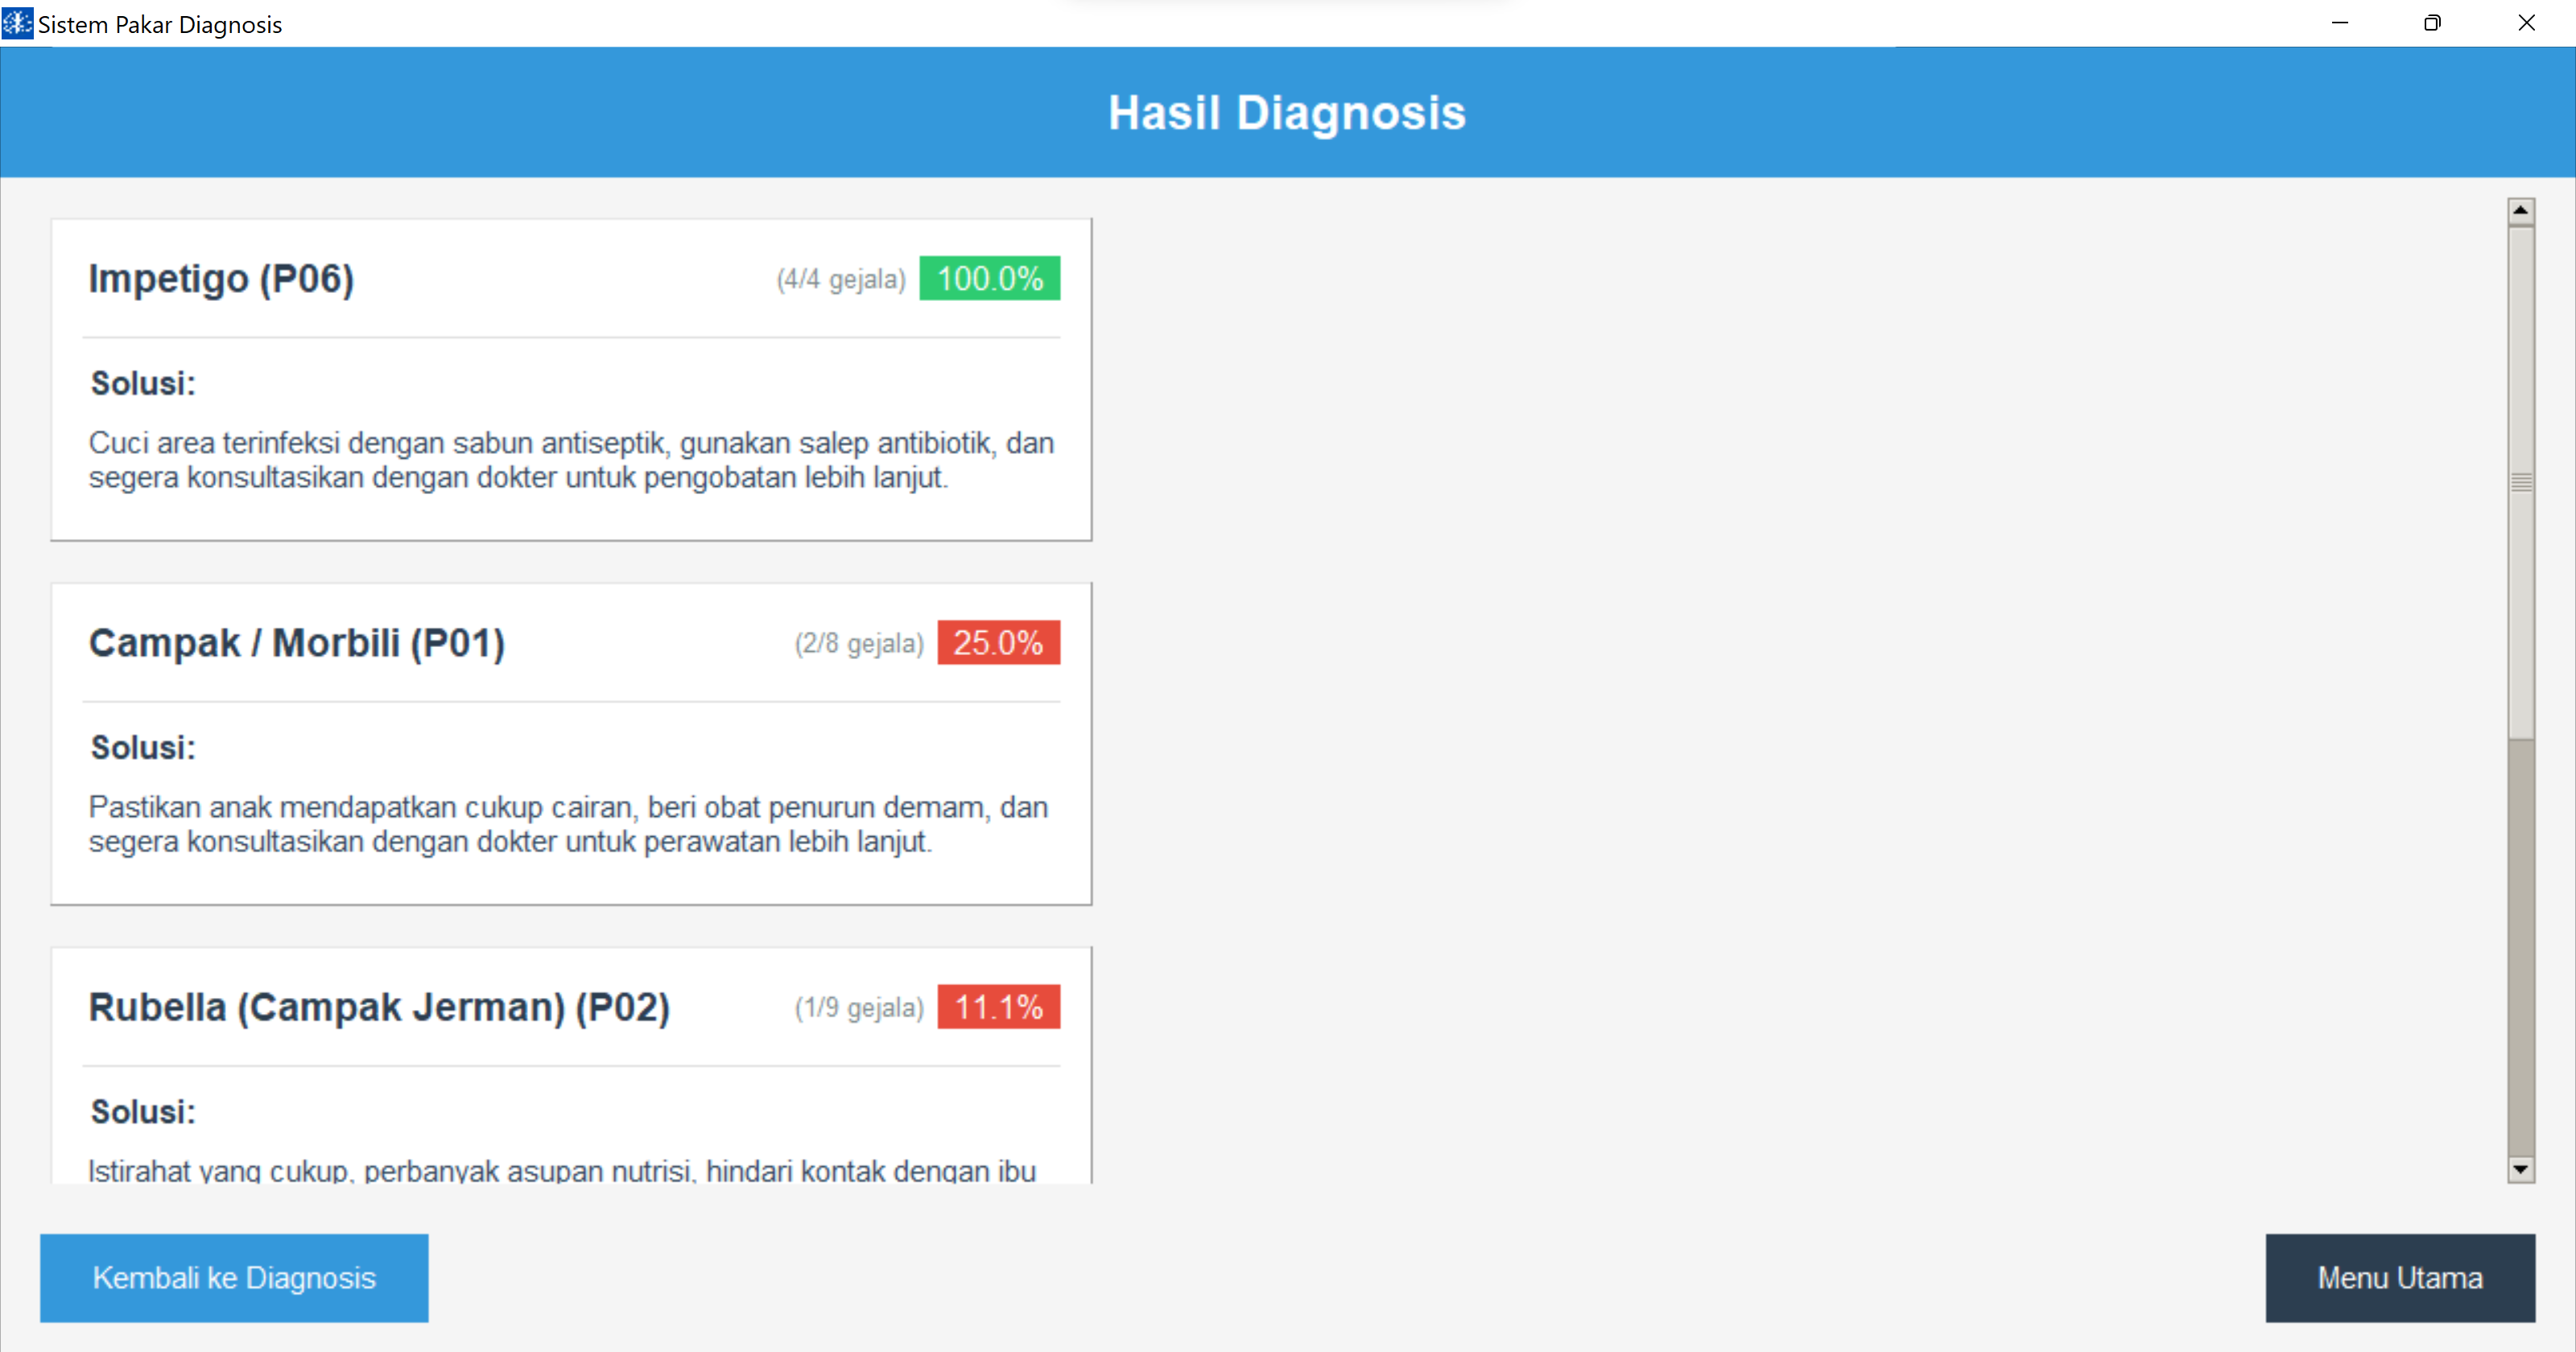 Sistem Pakar Diagnosis
Hasil Diagnosis
Impetigo (P06)
(4/4 gejala) 100.0%
Solusi:
Cuci area terinfeksi dengan sabun antiseptik, gunakan salep antibiotik, dan
segera konsultasikan dengan dokter untuk pengobatan lebih lanjut.
Campak / Morbili (P01)
(2/8 gejala) 25.0%
Solusi:
Pastikan anak mendapatkan cukup cairan, beri obat penurun demam, dan
segera konsultasikan dengan dokter untuk perawatan lebih lanjut.
Rubella (Campak Jerman) (P02)
(1/9 gejala) 11.1%
Solusi:
Istirahat yang cukup, perbanyak asupan nutrisi, hindari kontak dengan ibu
Kembali ke Diagnosis
Menu Utama